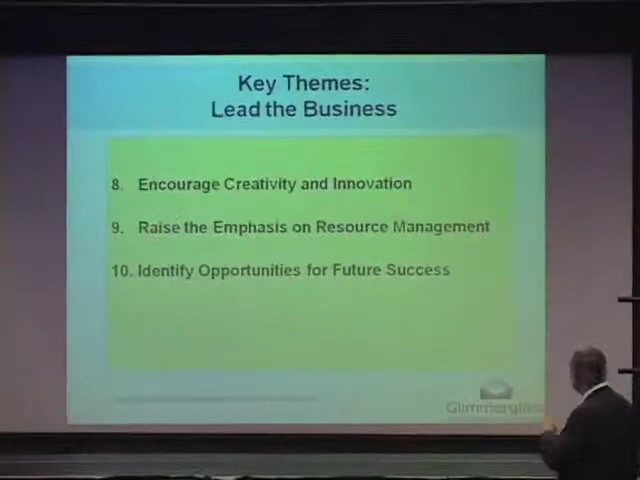 Key Themes:
Lead the Business
8. Encourage Creativity and Innovation
9. Raise the Emphasis on Resource Management
10. Identify Opportunities for Future Success
Glimmerglass